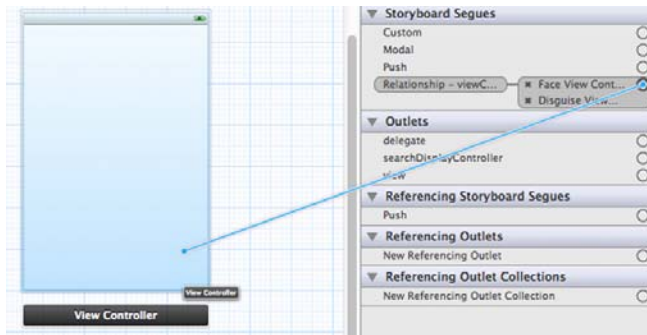 Storyboard Segues
Custom
Modal
Push
Relationship - viewC... Face View Cont...
Disguise View...
Outlets
delegate
searchDisplayController
view
Referencing Storyboard Segues
Push
Referencing Outlets
New Referencing Outlet
Referencing Outlet Collections
New Referencing Outlet Collection
View Controller
View Controller